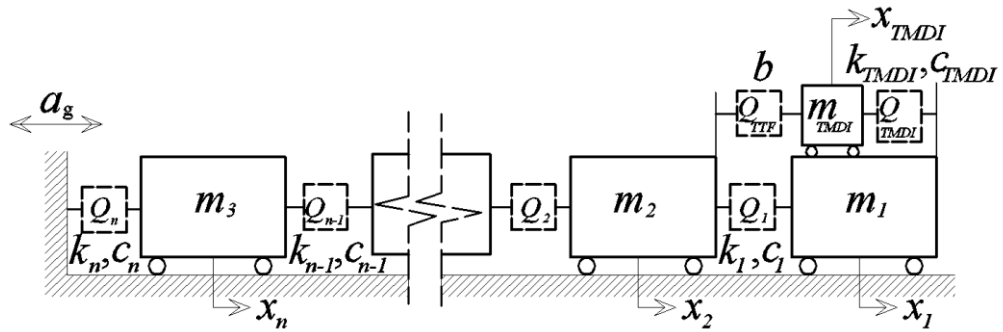 x_TMDI
b
k_TMDI, c_TMDI
a_g
Q_TTF
m_TMDI
Q_TMDI
Q_n
m_3
Q_n-1
Q_2
m_2
Q_1
m_1
k_n, c_n
k_n-1, c_n-1
k_1, c_1
x_n
x_2
x_1